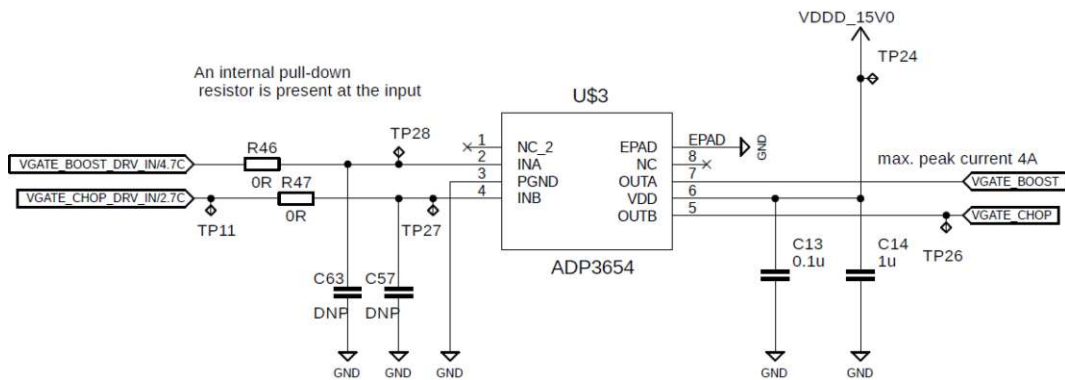 VDDD_15V0
TP24
An internal pull-down
resistor is present at the input
U$3
TP28
R46
VGATE_BOOST_DRV_IN/4.7C
0R
R47
VGATE_CHOP_DRV_IN/2.7C
0R
TP11
TP27
1
2
3
4
NC_2
INA
PGND
INB
EPAD
NC
OUTA
VDD
OUTB
EPAD
8
7
6
5
GND
max. peak current 4A
VGATE_BOOST
VGATE_CHOP
TP26
ADP3654
C13
0.1u
C14
1u
C63
DNP
C57
DNP
GND
GND
GND
GND
GND